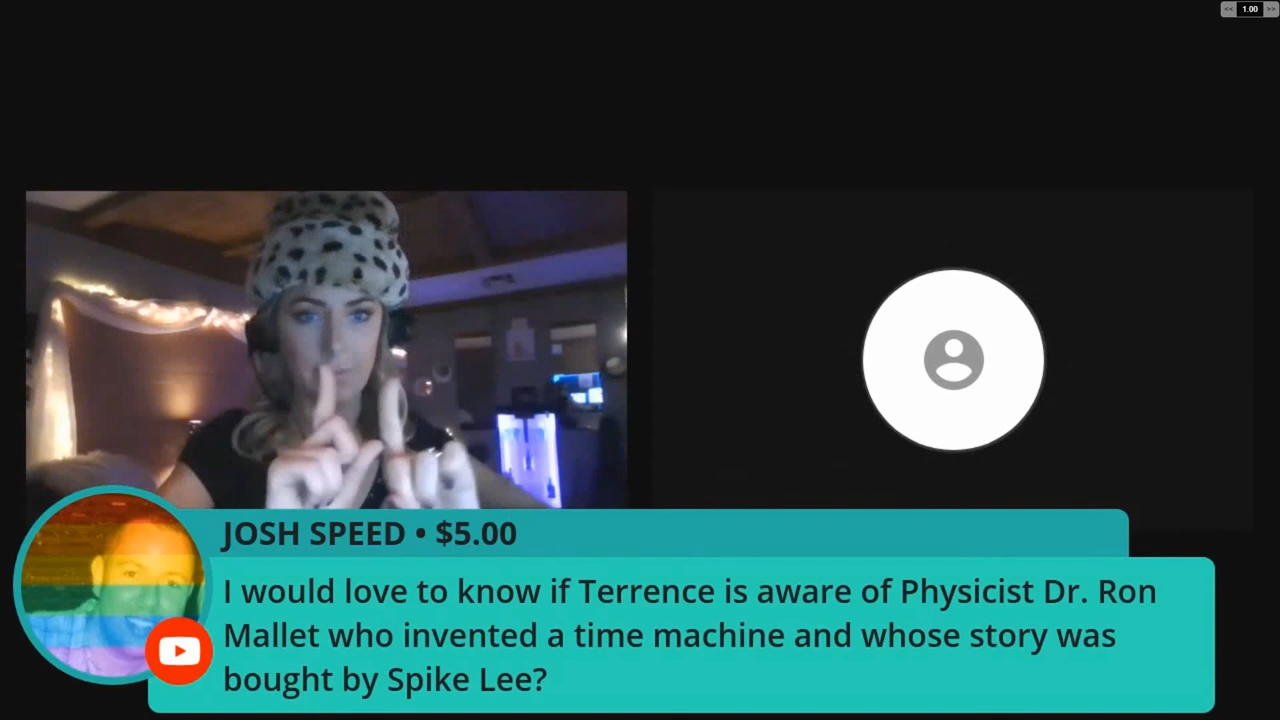 << 1.00 >>
JOSH SPEED • $5.00
I would love to know if Terrence is aware of Physicist Dr. Ron
Mallet who invented a time machine and whose story was
bought by Spike Lee?